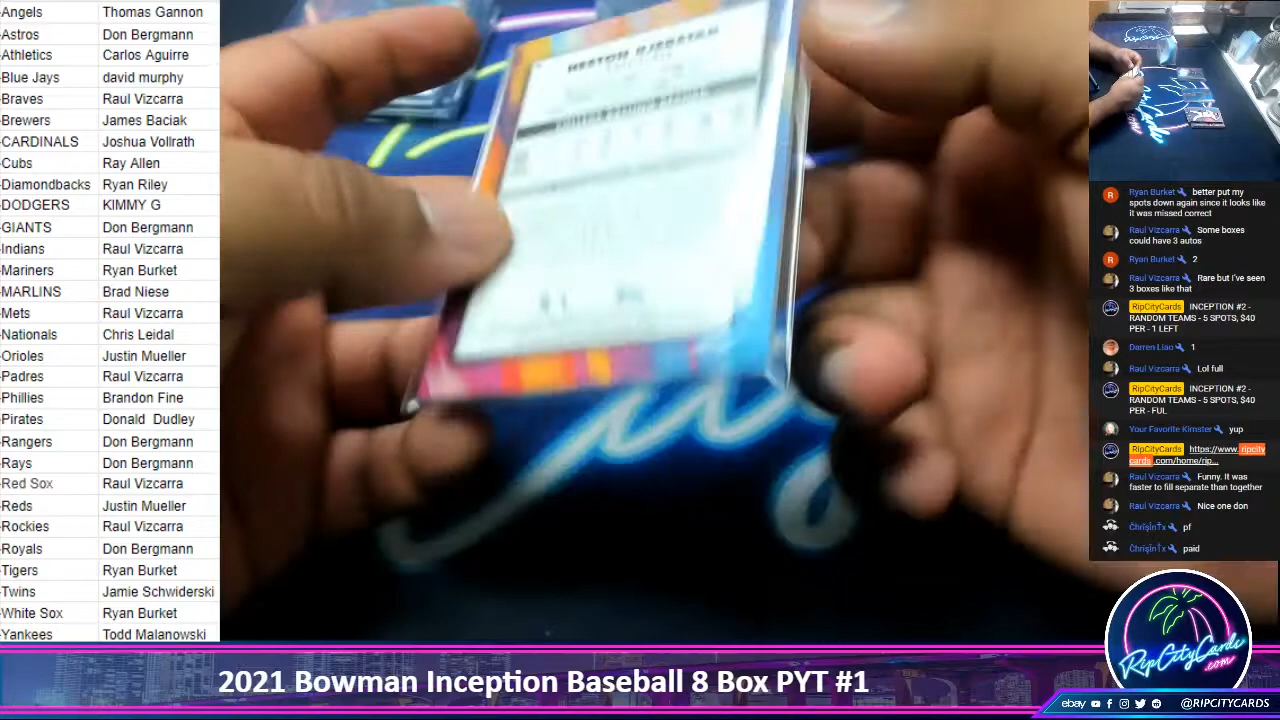 -Angels Thomas Gannon
-Astros Don Bergmann
-Athletics Carlos Aguirre
-Blue Jays david murphy
-Braves Raul Vizcarra
-Brewers James Baciak
-CARDINALS Joshua Vollrath
-Cubs Ray Allen
-Diamondbacks Ryan Riley
-DODGERS KIMMY G
-GIANTS Don Bergmann
-Indians Raul Vizcarra
-Mariners Ryan Burket
-MARLINS Brad Niese
-Mets Raul Vizcarra
-Nationals Chris Leidal
-Orioles Justin Mueller
-Padres Raul Vizcarra
-Phillies Brandon Fine
-Pirates Donald Dudley
-Rangers Don Bergmann
-Rays Don Bergmann
-Red Sox Raul Vizcarra
-Reds Justin Mueller
-Rockies Raul Vizcarra
-Royals Don Bergmann
-Tigers Ryan Burket
-Twins Jamie Schwiderski
-White Sox Ryan Burket
-Yankees Todd Malanowski
HESTON KJERSTAD
R Ryan Burket better put my
spots down again since it looks like
it was missed correct
Raul Vizcarra Some boxes
could have 3 autos
R Ryan Burket 2
Raul Vizcarra Rare but I've seen
3 boxes like that
RipCityCards INCEPTION #2
- RANDOM TEAMS - 5 SPOTS, $40
PER - 1 LEFT
Darren Liao 1
Raul Vizcarra Lol full
RipCityCards INCEPTION #2
- RANDOM TEAMS - 5 SPOTS, $40
PER - FUL
Your Favorite Kimster yup
RipCityCards https://www.ripcity
cards.com/home/rip...
Raul Vizcarra Funny. It was
faster to fill separate than together
Raul Vizcarra Nice one don
pf
paid
RipCityCards
.com
2021 Bowman Inception Baseball 8 Box PYT #1
ebay @RIPCITYCARDS